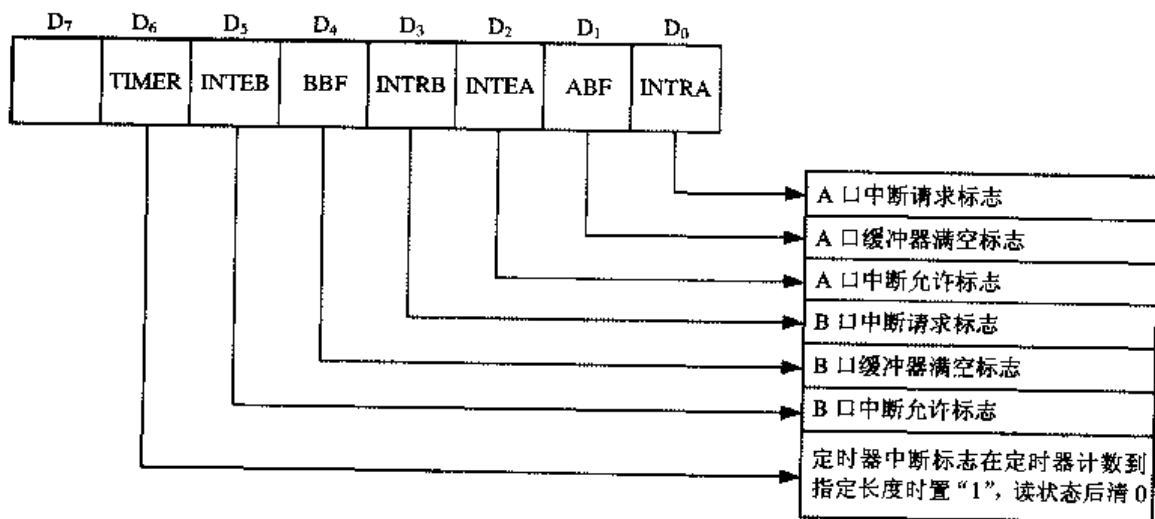 D₇ D₆ D₅ D₄ D₃ D₂ D₁ D₀
TIMER INTEB BBF INTRB INTEA ABF INTRA
A 口中断请求标志
A 口缓冲器满空标志
A 口中断允许标志
B 口中断请求标志
B 口缓冲器满空标志
B 口中断允许标志
定时器中断标志在定时器计数到
指定长度时置“1”，读状态后清 0